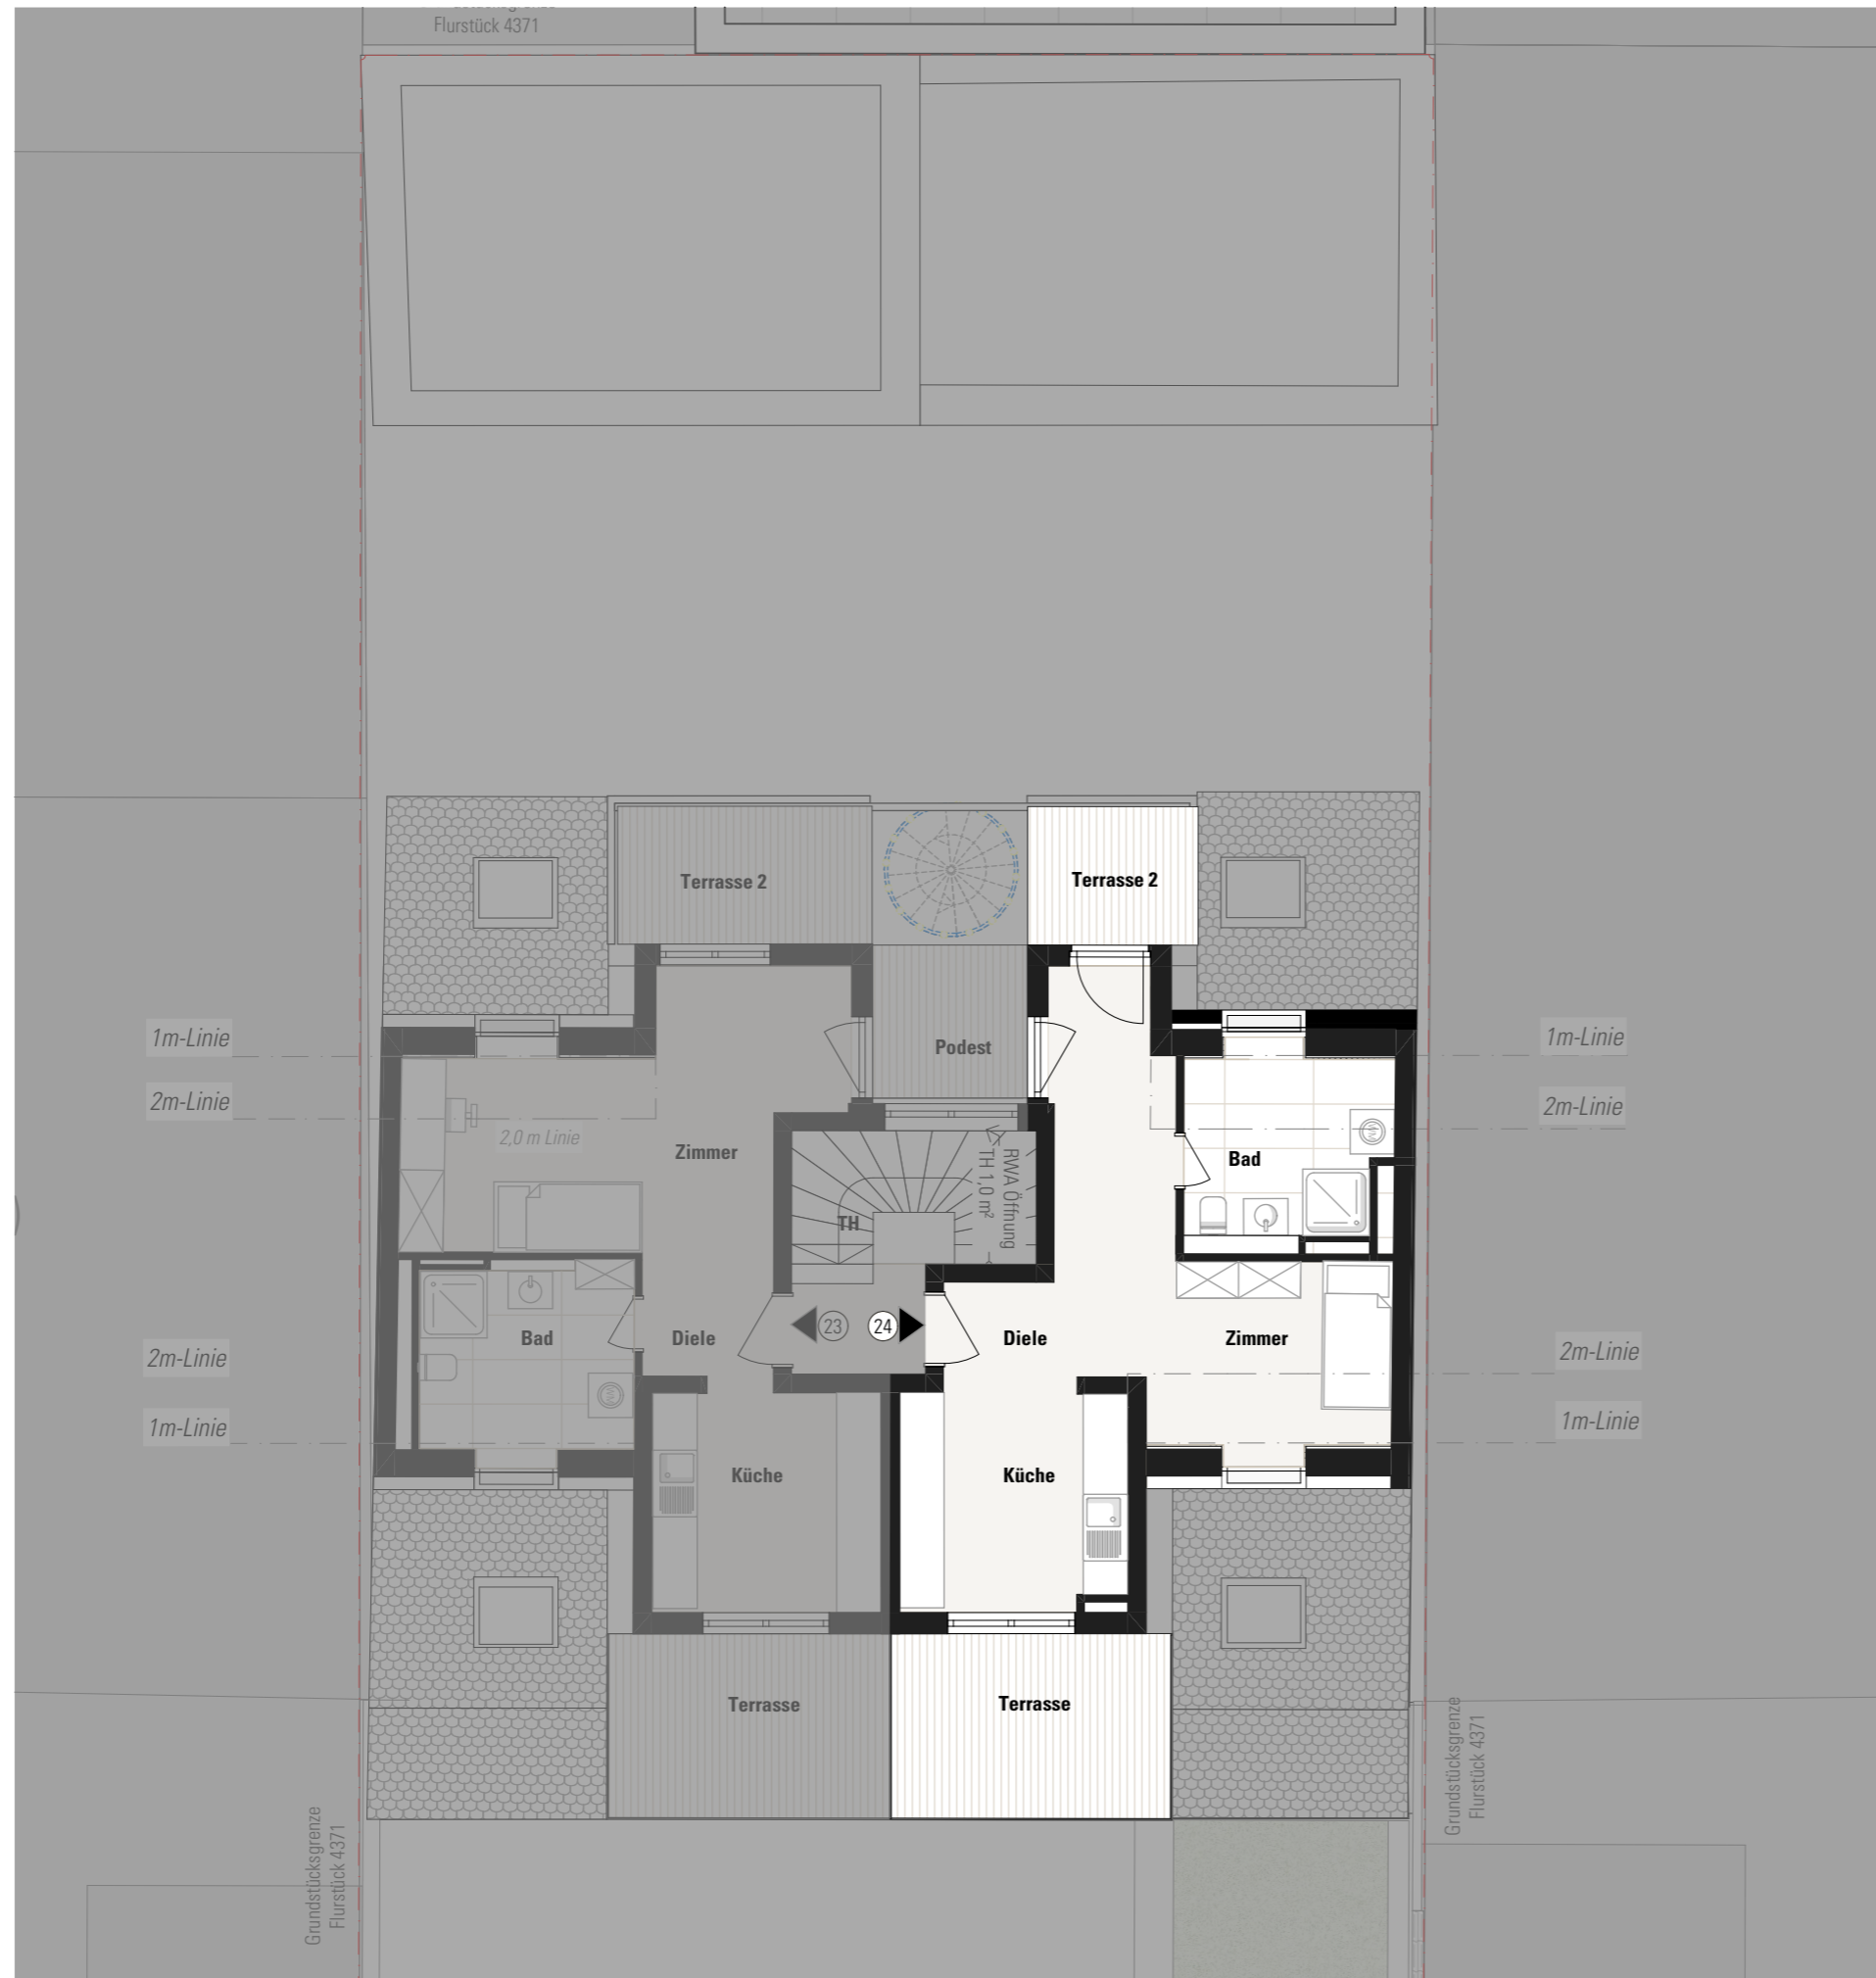 Flurstück 4371
Terrasse 2
Terrasse 2
1m-Linie
Podest
1m-Linie
2m-Linie
2m-Linie
2,0 m Linie
Zimmer
Bad
RWA Öffnung
TH 1,0 m²
TH
WM
Bad
Diele
23
24
Diele
Zimmer
2m-Linie
2m-Linie
WM
1m-Linie
1m-Linie
Küche
Küche
Terrasse
Terrasse
Grundstücksgrenze
Flurstück 4371
Grundstücksgrenze
Flurstück 4371